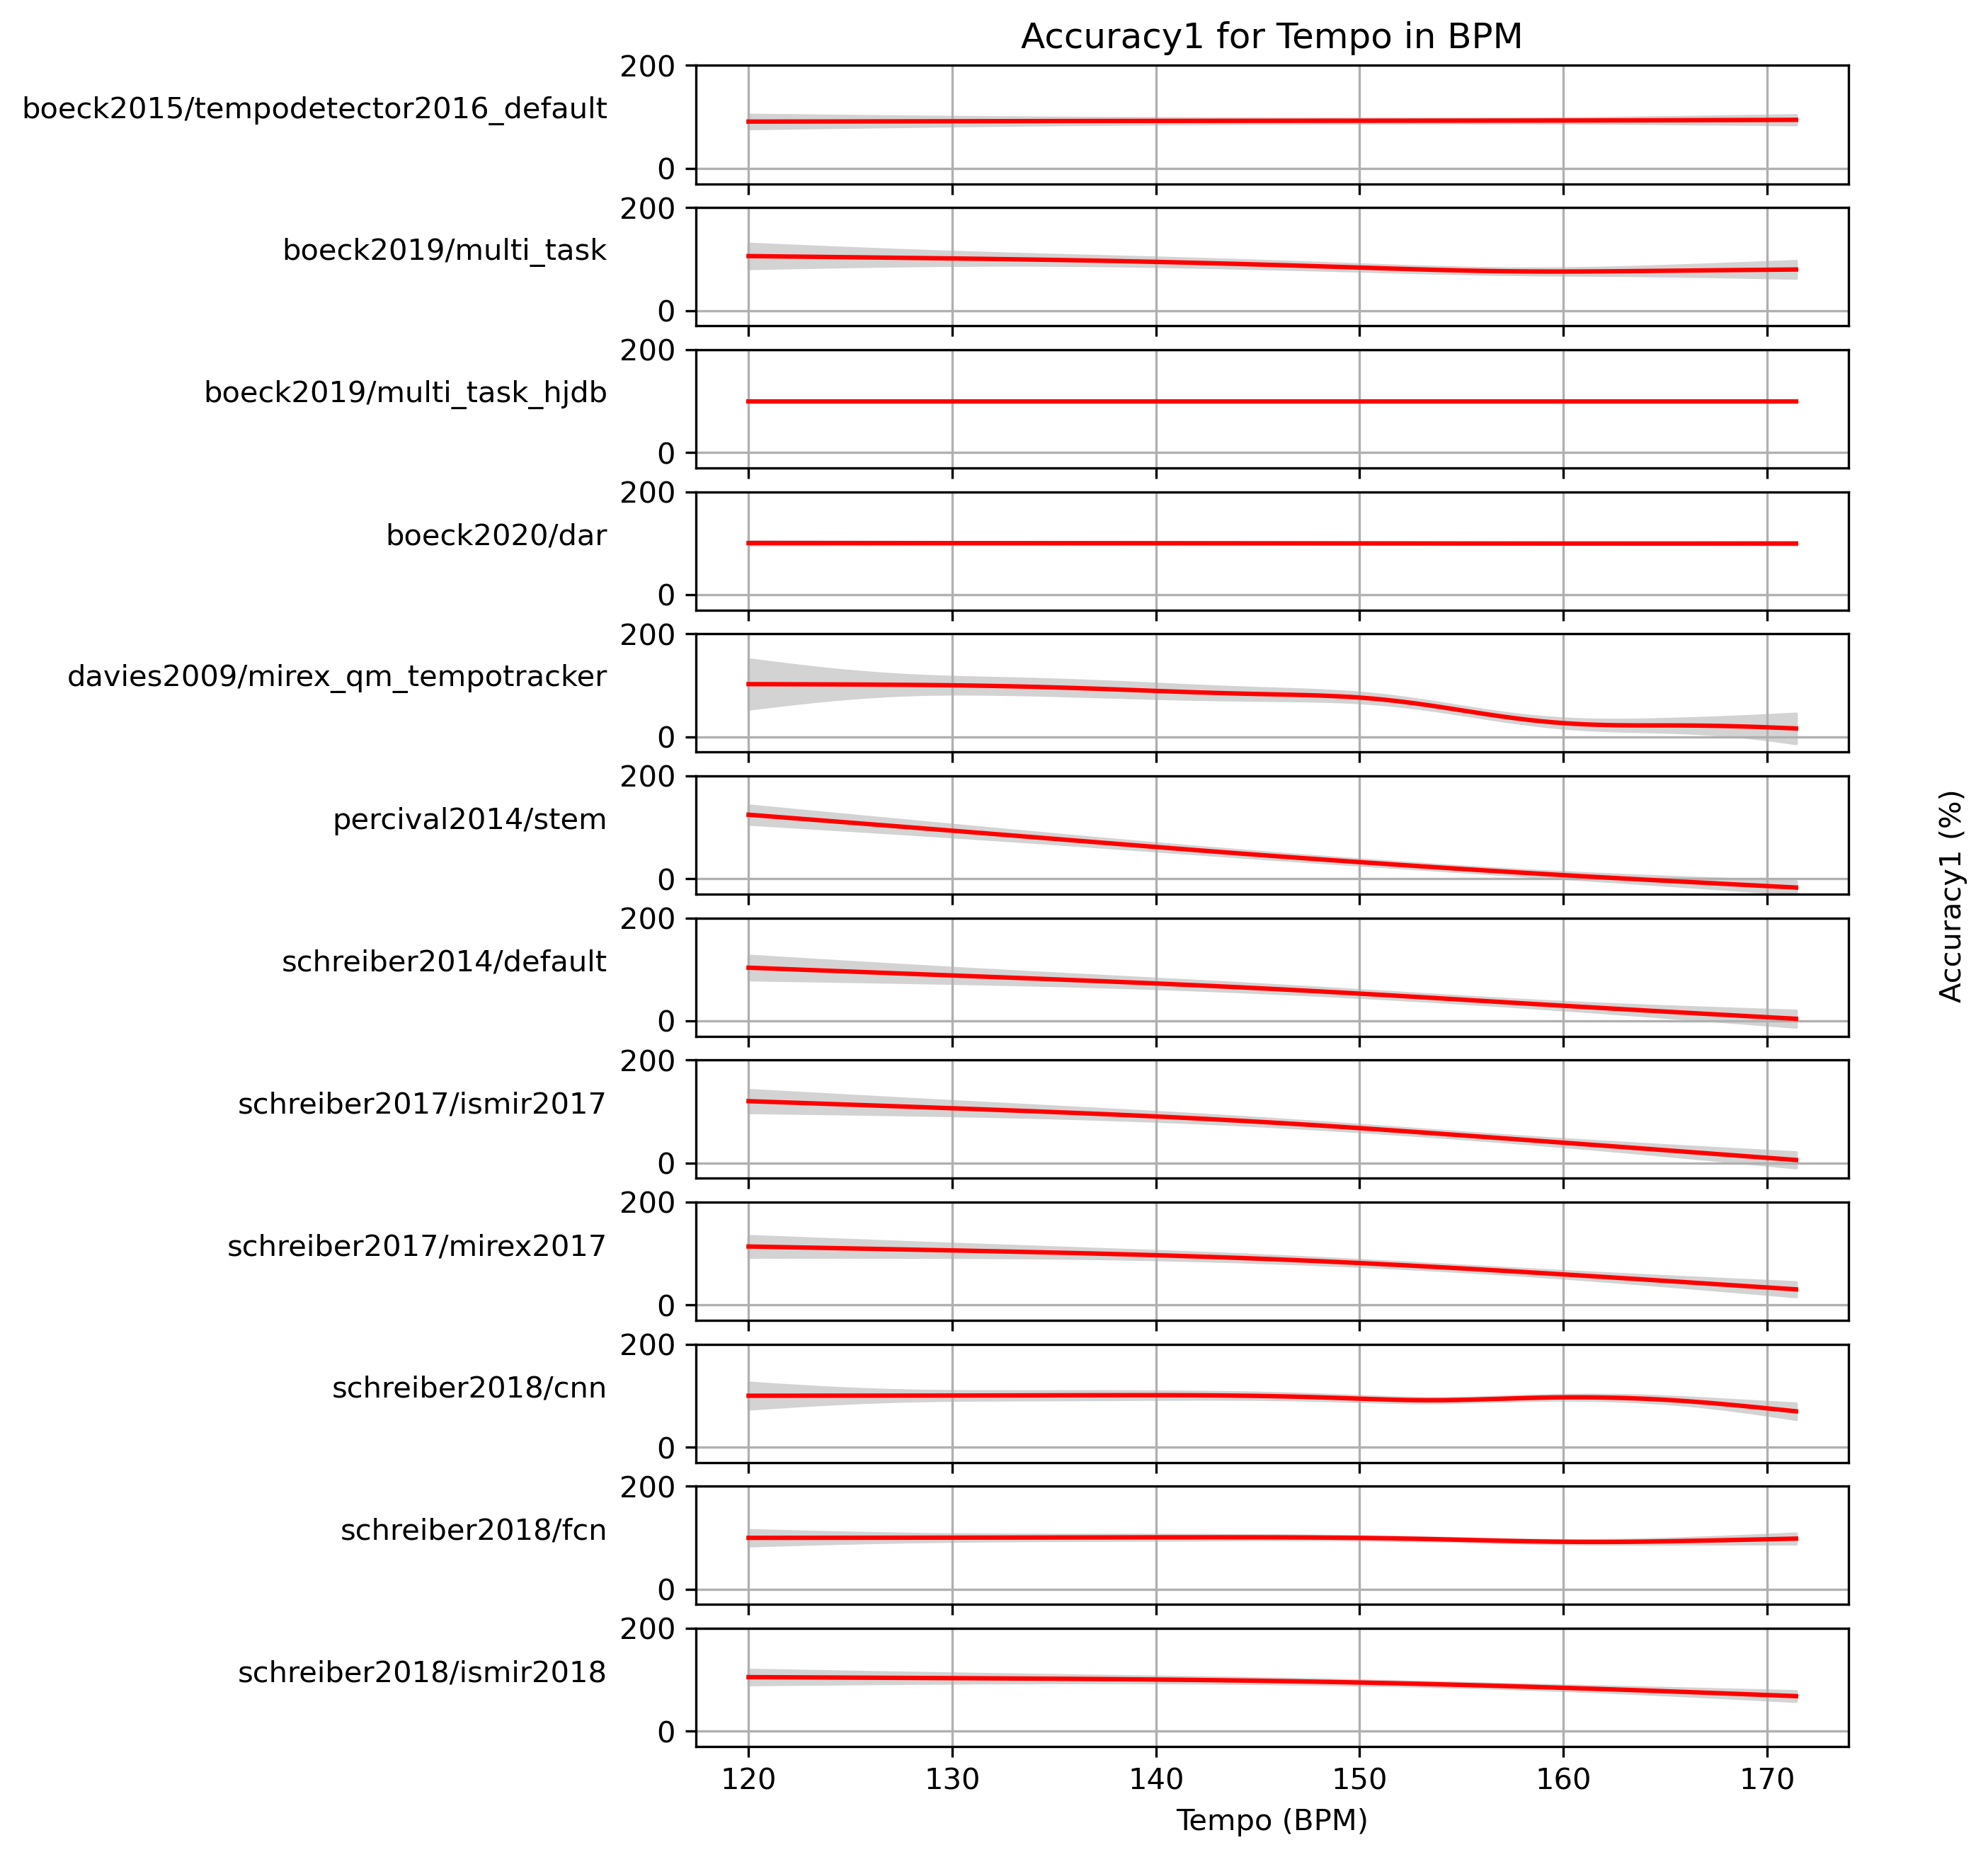 Accuracy1 for Tempo in BPM
200
boeck2015/tempodetector2016_default
0
200
boeck2019/multi_task
0
200
boeck2019/multi_task_hjdb
0
200
boeck2020/dar
0
200
davies2009/mirex_qm_tempotracker
0
200
percival2014/stem
0
200
schreiber2014/default
0
200
schreiber2017/ismir2017
0
200
schreiber2017/mirex2017
0
200
schreiber2018/cnn
0
200
schreiber2018/fcn
0
200
schreiber2018/ismir2018
0
120 130 140 150 160 170
Tempo (BPM)
Accuracy1 (%)